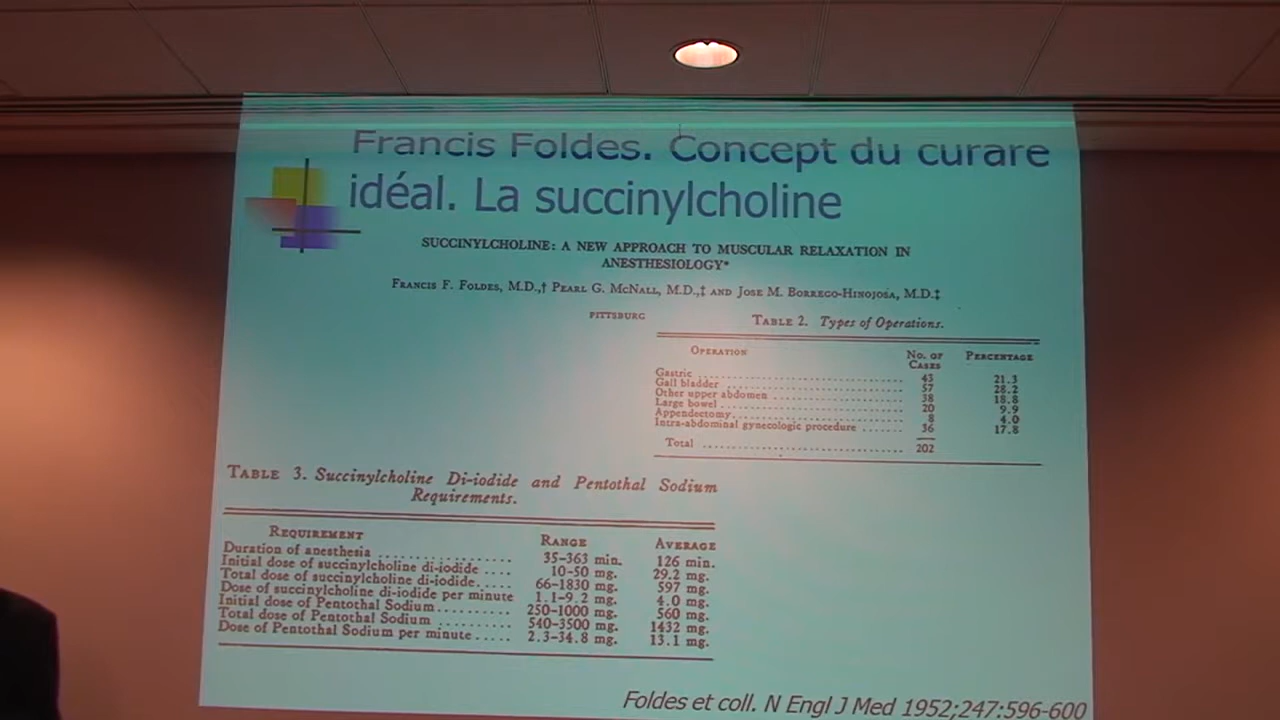 Francis Foldes. Concept du curare
idéal. La succinylcholine
SUCCINYLCHOLINE: A NEW APPROACH TO MUSCULAR RELAXATION IN
ANESTHESIOLOGY*
FRANCIS F. FOLDES, M.D.,† PEARL G. MCNALL, M.D.,‡ AND JOSE M. BORREGO-HINOJOSA, M.D.‡
PITTSBURG
TABLE 2. Types of Operations.
OPERATION NO. OF CASES PERCENTAGE
Gastric 43 21.3
Gall bladder 57 28.2
Other upper abdomen 38 18.8
Large bowel 20 9.9
Appendectomy 8 4.0
Intra-abdominal gynecologic procedure 36 17.8
Total 202
TABLE 3. Succinylcholine Di-iodide and Pentothal Sodium
Requirements.
REQUIREMENT RANGE AVERAGE
Duration of anesthesia 35–363 min. 126 min.
Initial dose of succinylcholine di-iodide 10–50 mg. 29.2 mg.
Total dose of succinylcholine di-iodide 66–1830 mg. 597 mg.
Dose of succinylcholine di-iodide per minute 1.1–9.2 mg. 4.0 mg.
Initial dose of Pentothal Sodium 250–1000 mg. 560 mg.
Total dose of Pentothal Sodium 540–3500 mg. 1432 mg.
Dose of Pentothal Sodium per minute 2.3–34.8 mg. 13.1 mg.
Foldes et coll. N Engl J Med 1952;247:596-600